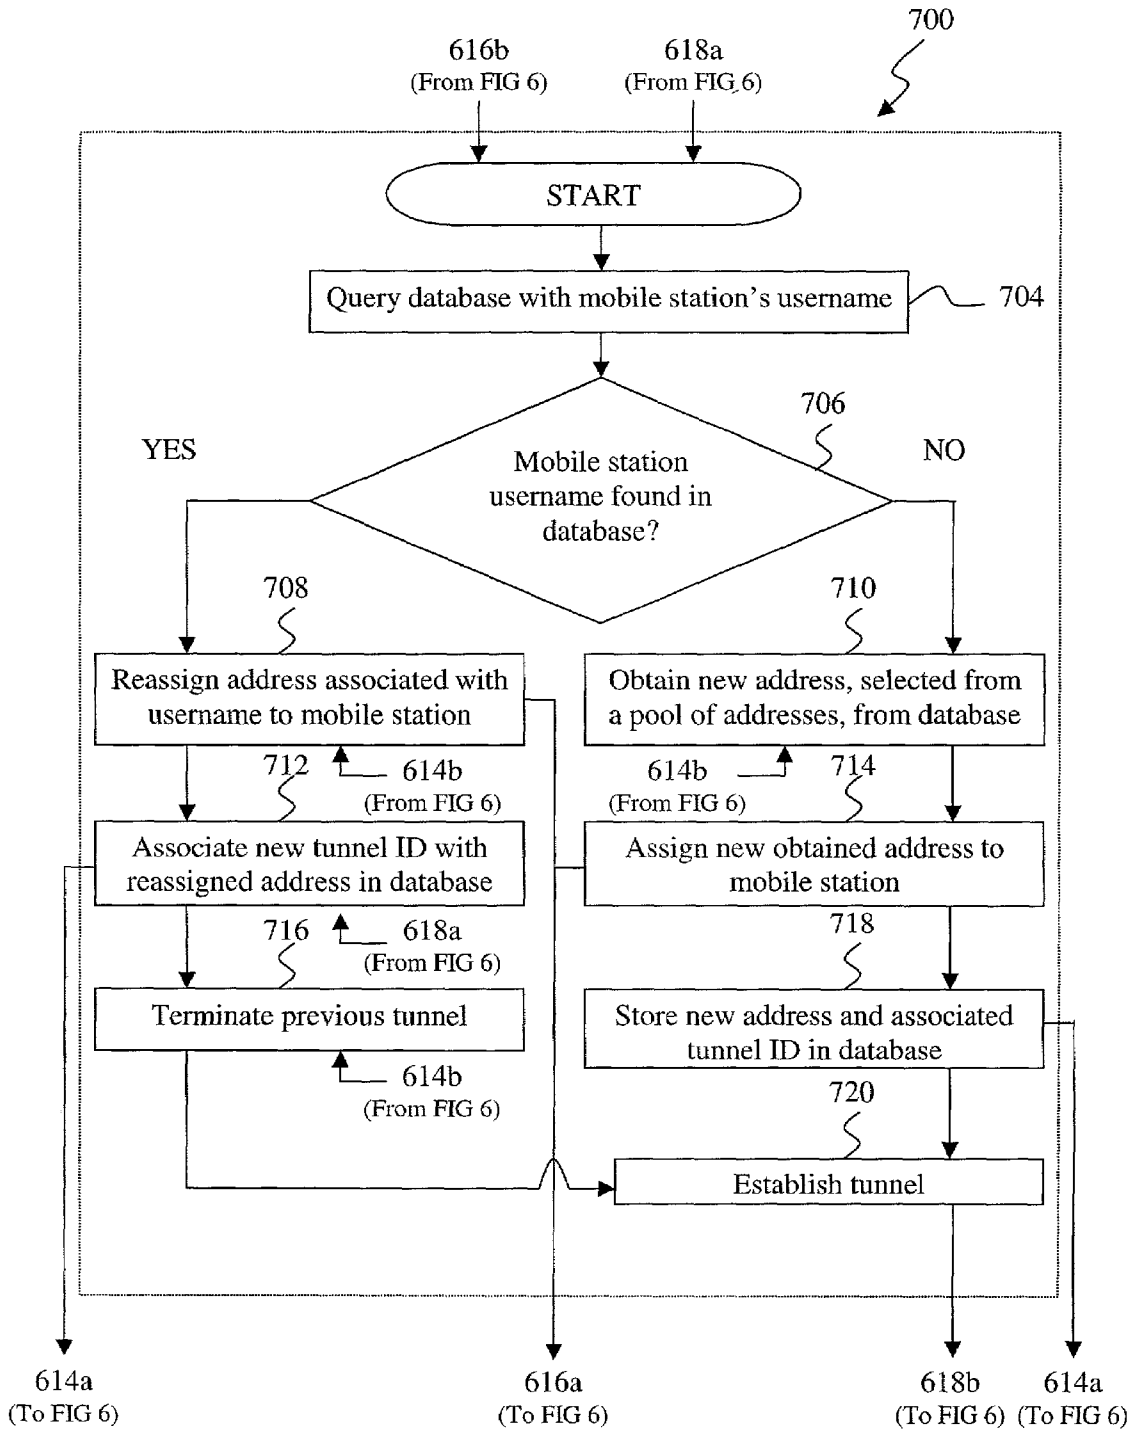 700
616b
(From FIG 6)
618a
(From FIG 6)
START
Query database with mobile station's username
704
706
YES
NO
Mobile station
username found in
database?
708
710
Reassign address associated with
username to mobile station
Obtain new address, selected from
a pool of addresses, from database
712
614b
(From FIG 6)
614b
(From FIG 6)
714
Associate new tunnel ID with
reassigned address in database
Assign new obtained address to
mobile station
716
618a
(From FIG 6)
718
Terminate previous tunnel
Store new address and associated
tunnel ID in database
614b
(From FIG 6)
720
Establish tunnel
614a
(To FIG 6)
616a
(To FIG 6)
618b
(To FIG 6)
614a
(To FIG 6)